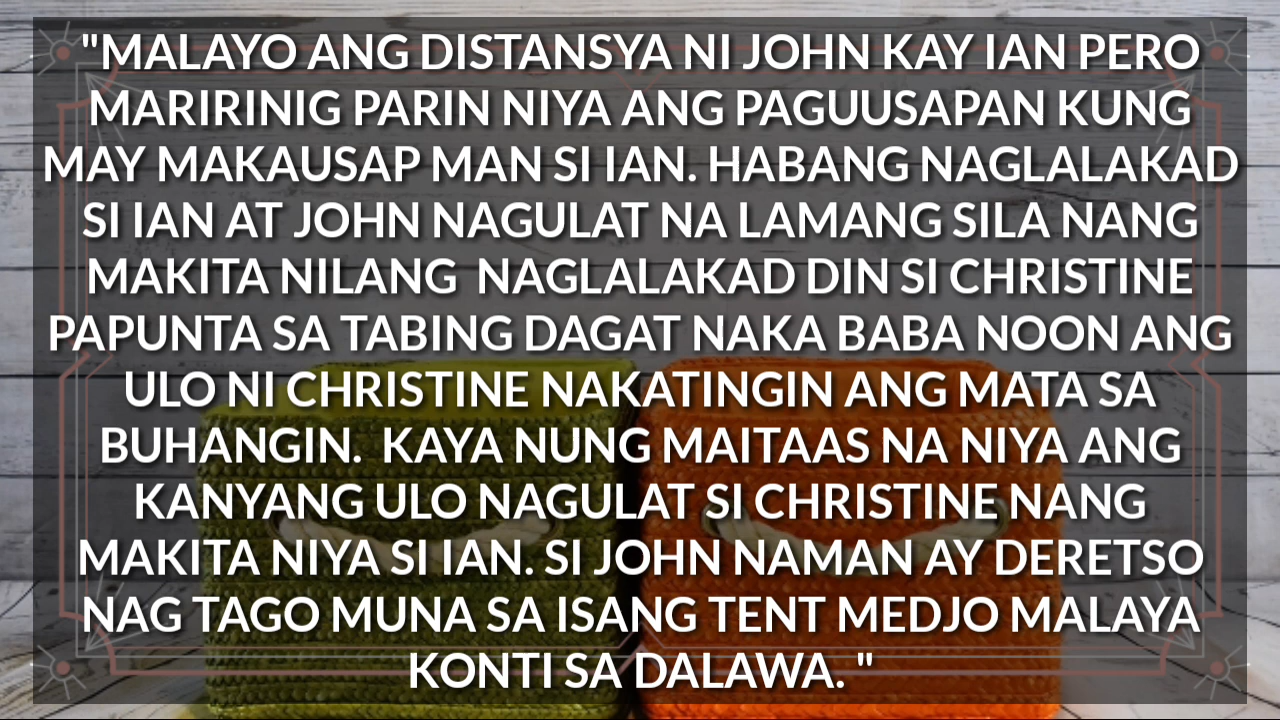 "MALAYO ANG DISTANSYA NI JOHN KAY IAN PERO
MARIRINIG PARIN NIYA ANG PAGUUSAPAN KUNG
MAY MAKAUSAP MAN SI IAN. HABANG NAGLALAKAD
SI IAN AT JOHN NAGULAT NA LAMANG SILA NANG
MAKITA NILANG  NAGLALAKAD DIN SI CHRISTINE
PAPUNTA SA TABING DAGAT NAKA BABA NOON ANG
ULO NI CHRISTINE NAKATINGIN ANG MATA SA
BUHANGIN.  KAYA NUNG MAITAAS NA NIYA ANG
KANYANG ULO NAGULAT SI CHRISTINE NANG
MAKITA NIYA SI IAN. SI JOHN NAMAN AY DERETSO
NAG TAGO MUNA SA ISANG TENT MEDJO MALAYA
KONTI SA DALAWA. "